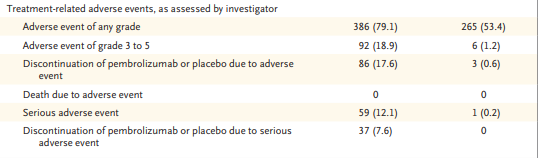 Treatment-related adverse events, as assessed by investigator
Adverse event of any grade 386 (79.1) 265 (53.4)
Adverse event of grade 3 to 5 92 (18.9) 6 (1.2)
Discontinuation of pembrolizumab or placebo due to adverse 86 (17.6) 3 (0.6)
event
Death due to adverse event 0 0
Serious adverse event 59 (12.1) 1 (0.2)
Discontinuation of pembrolizumab or placebo due to serious 37 (7.6) 0
adverse event